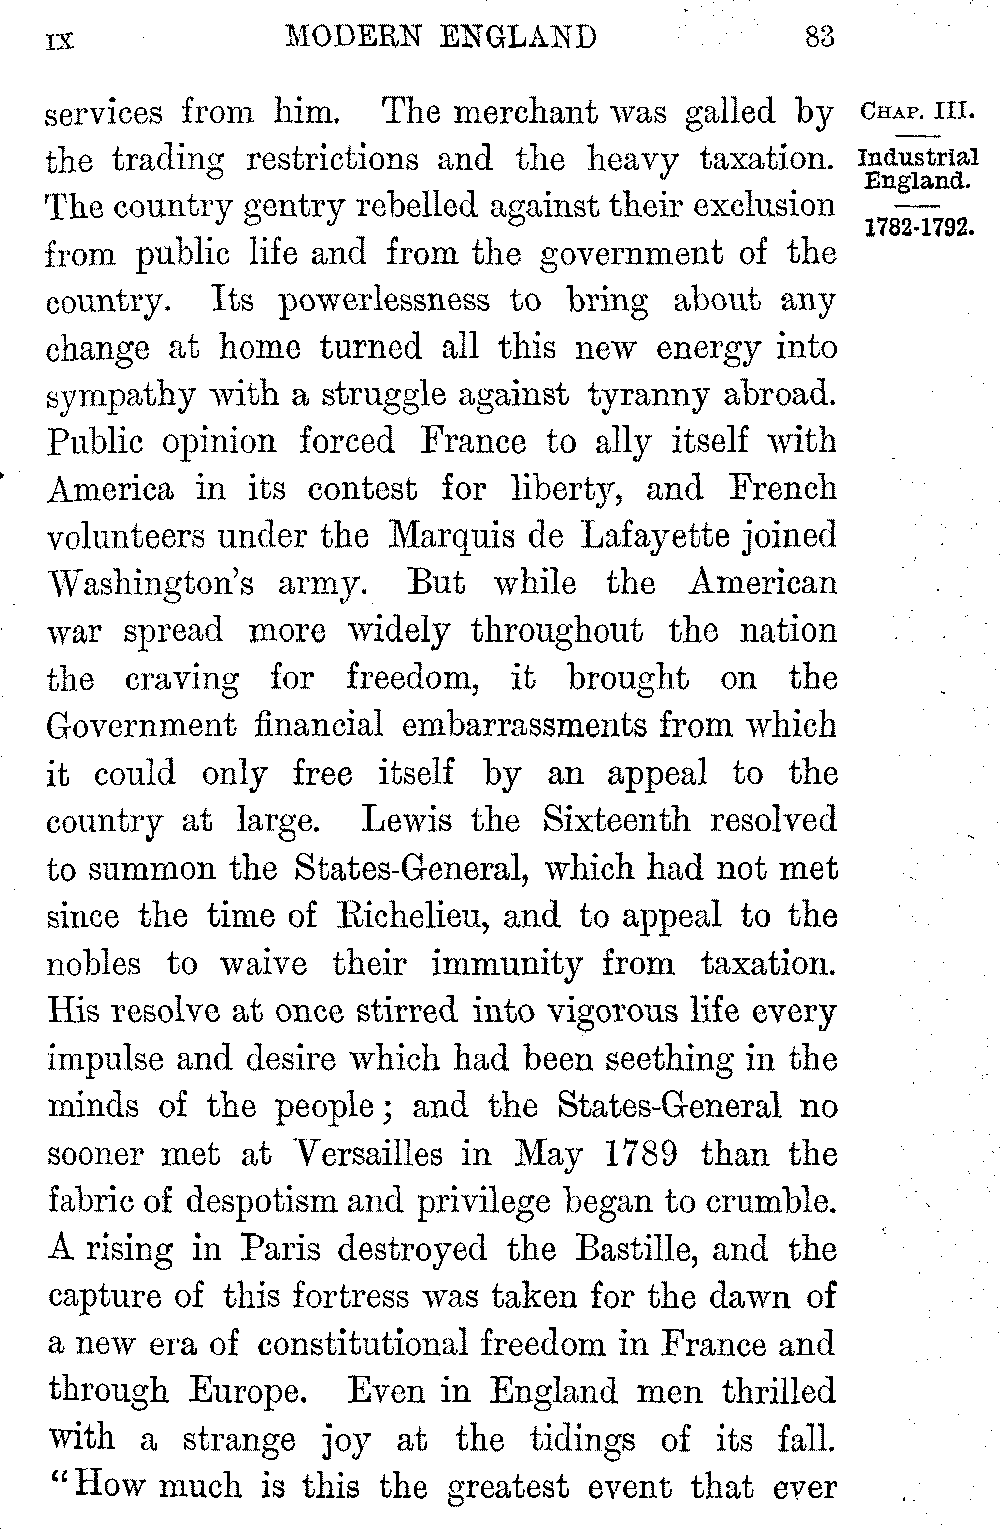 IX MODERN ENGLAND 83
services from him. The merchant was galled by
the trading restrictions and the heavy taxation.
The country gentry rebelled against their exclusion
from public life and from the government of the
country. Its powerlessness to bring about any
change at home turned all this new energy into
sympathy with a struggle against tyranny abroad.
Public opinion forced France to ally itself with
America in its contest for liberty, and French
volunteers under the Marquis de Lafayette joined
Washington's army. But while the American
war spread more widely throughout the nation
the craving for freedom, it brought on the
Government financial embarrassments from which
it could only free itself by an appeal to the
country at large. Lewis the Sixteenth resolved
to summon the States-General, which had not met
since the time of Richelieu, and to appeal to the
nobles to waive their immunity from taxation.
His resolve at once stirred into vigorous life every
impulse and desire which had been seething in the
minds of the people; and the States-General no
sooner met at Versailles in May 1789 than the
fabric of despotism and privilege began to crumble.
A rising in Paris destroyed the Bastille, and the
capture of this fortress was taken for the dawn of
a new era of constitutional freedom in France and
through Europe. Even in England men thrilled
with a strange joy at the tidings of its fall.
"How much is this the greatest event that ever
CHAP. III.
Industrial
England.
1782-1792.